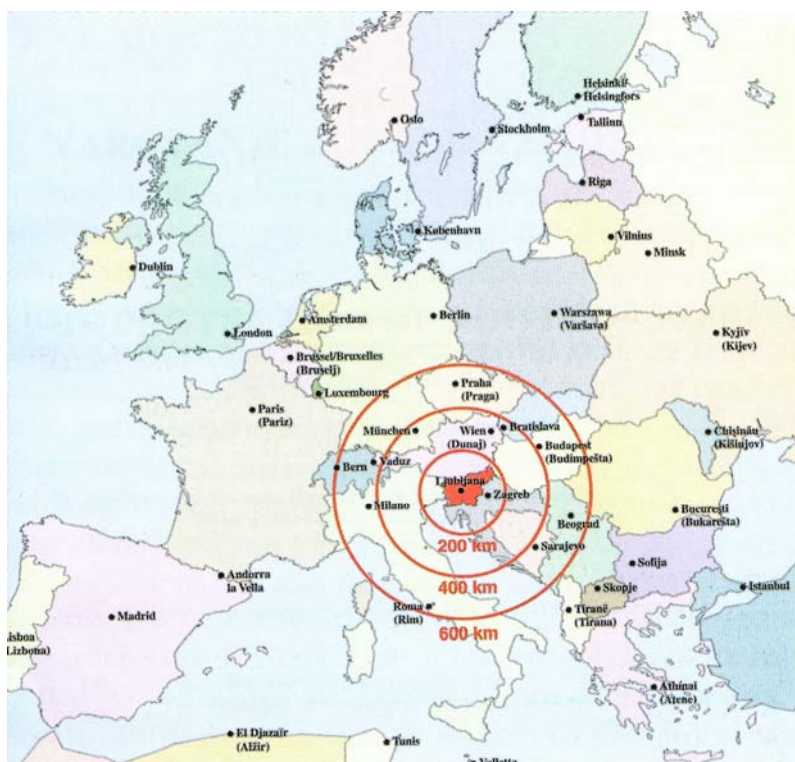 Helsinki/
Helsingfors
Oslo
Stockholm
Tallinn
Riga
København
Vilnius
Minsk
Dublin
Amsterdam
Berlin
Warszawa
(Varšava)
London
Kyjïv
(Kijev)
Brussel/Bruxelles
(Bruselj)
Luxembourg
Praha
(Praga)
Paris
(Pariz)
München
Wien
(Dunaj)
Bratislava
Budapest
(Budimpešta)
Chişinău
(Kišinjov)
Bern
Vaduz
Ljubljana
Zagreb
Milano
Beograd
Bucureşti
(Bukarešta)
200 km
Sarajevo
Sofija
Andorra
la Vella
400 km
Skopje
Istanbul
Madrid
Roma
(Rim)
Tiranë
(Tirana)
600 km
isboa
(Lizbona)
Athinai
(Atene)
El Djazaïr
(Alžir)
Tunis